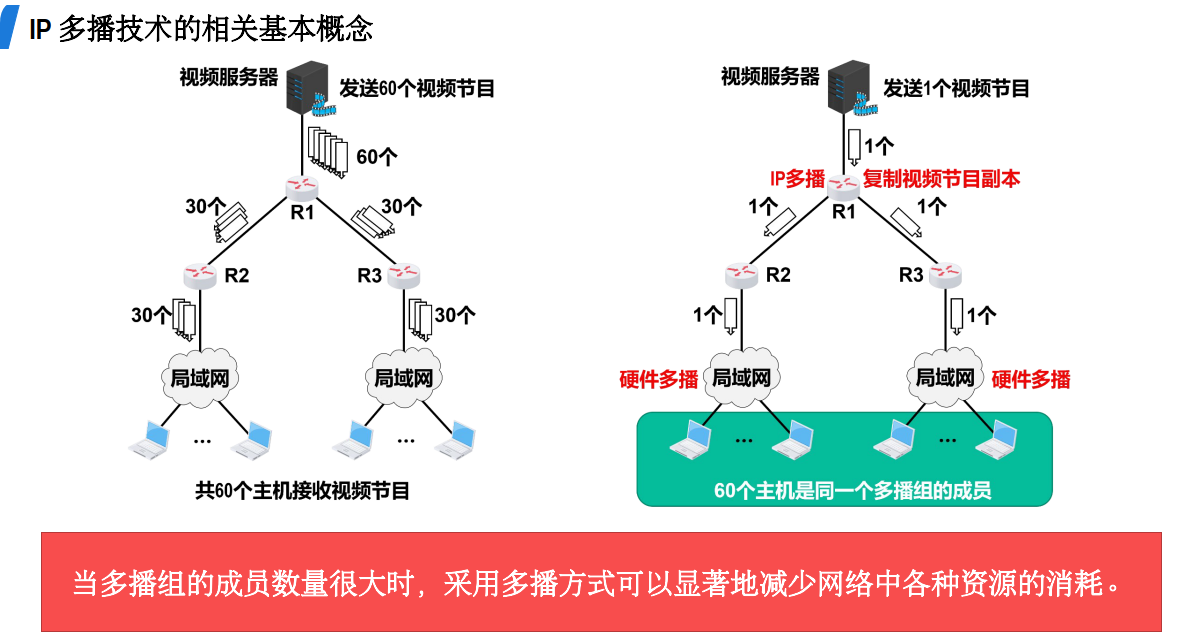 IP 多播技术的相关基本概念
视频服务器
发送60个视频节目
60个
R1
30个
30个
R2
R3
30个
30个
局域网
局域网
...
...
共60个主机接收视频节目
视频服务器
发送1个视频节目
1个
IP多播
复制视频节目副本
R1
1个
1个
R2
R3
1个
1个
硬件多播
局域网
局域网
硬件多播
...
...
60个主机是同一个多播组的成员
当多播组的成员数量很大时，采用多播方式可以显著地减少网络中各种资源的消耗。